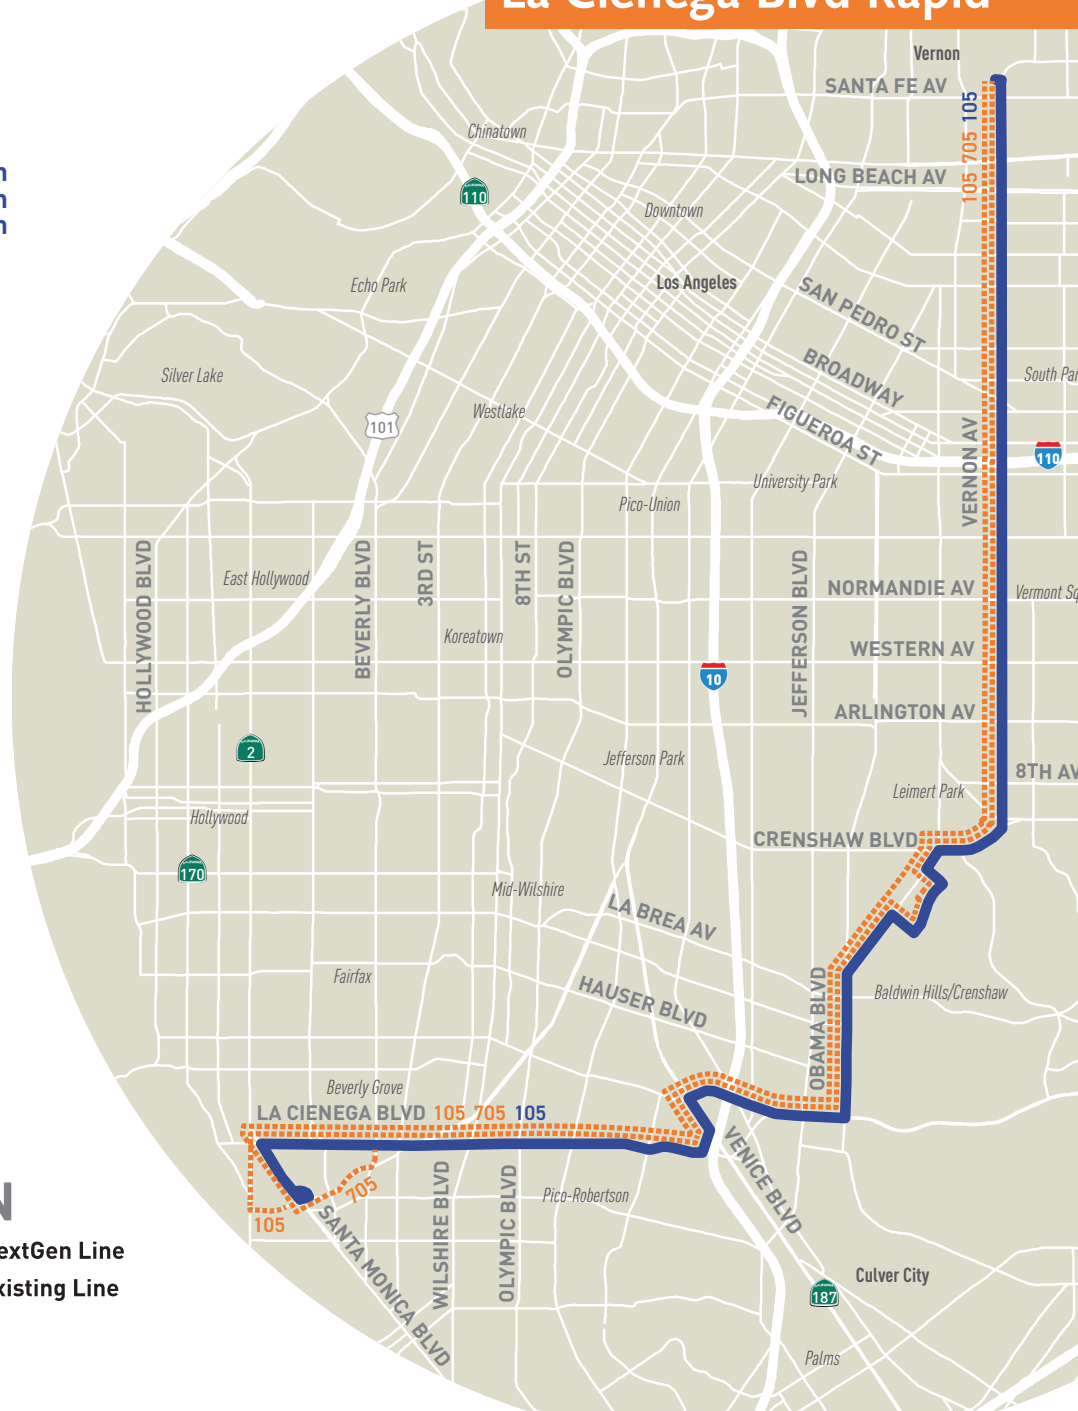 La Cienega Blvd Rapid
Vernon
SANTA FE AV
105 705 105
Chinatown
LONG BEACH AV
110
Downtown
Echo Park
Los Angeles
SAN PEDRO ST
Silver Lake
BROADWAY
South Par
Westlake
FIGUEROA ST
101
VERNON AV
110
University Park
Pico-Union
HOLLYWOOD BLVD
BEVERLY BLVD
3RD ST
8TH ST
OLYMPIC BLVD
JEFFERSON BLVD
East Hollywood
NORMANDIE AV
Vermont Sq
Koreatown
WESTERN AV
10
ARLINGTON AV
2
Jefferson Park
8TH AV
Leimert Park
Hollywood
CRENSHAW BLVD
170
Mid-Wilshire
LA BREA AV
Fairfax
HAUSER BLVD
OBAMA BLVD
Baldwin Hills/Crenshaw
Beverly Grove
LA CIENEGA BLVD 105 705 105
VENICE BLVD
705
105
SANTA MONICA BLVD
WILSHIRE BLVD
OLYMPIC BLVD
Pico-Robertson
N
extGen Line
xisting Line
Culver City
187
Palms